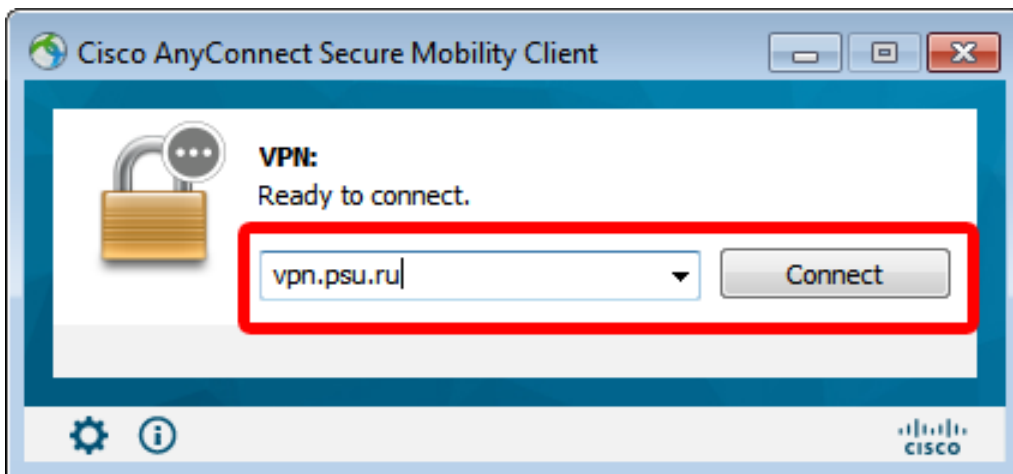 Cisco AnyConnect Secure Mobility Client
VPN:
Ready to connect.
vpn.psu.ru
Connect
CISCO